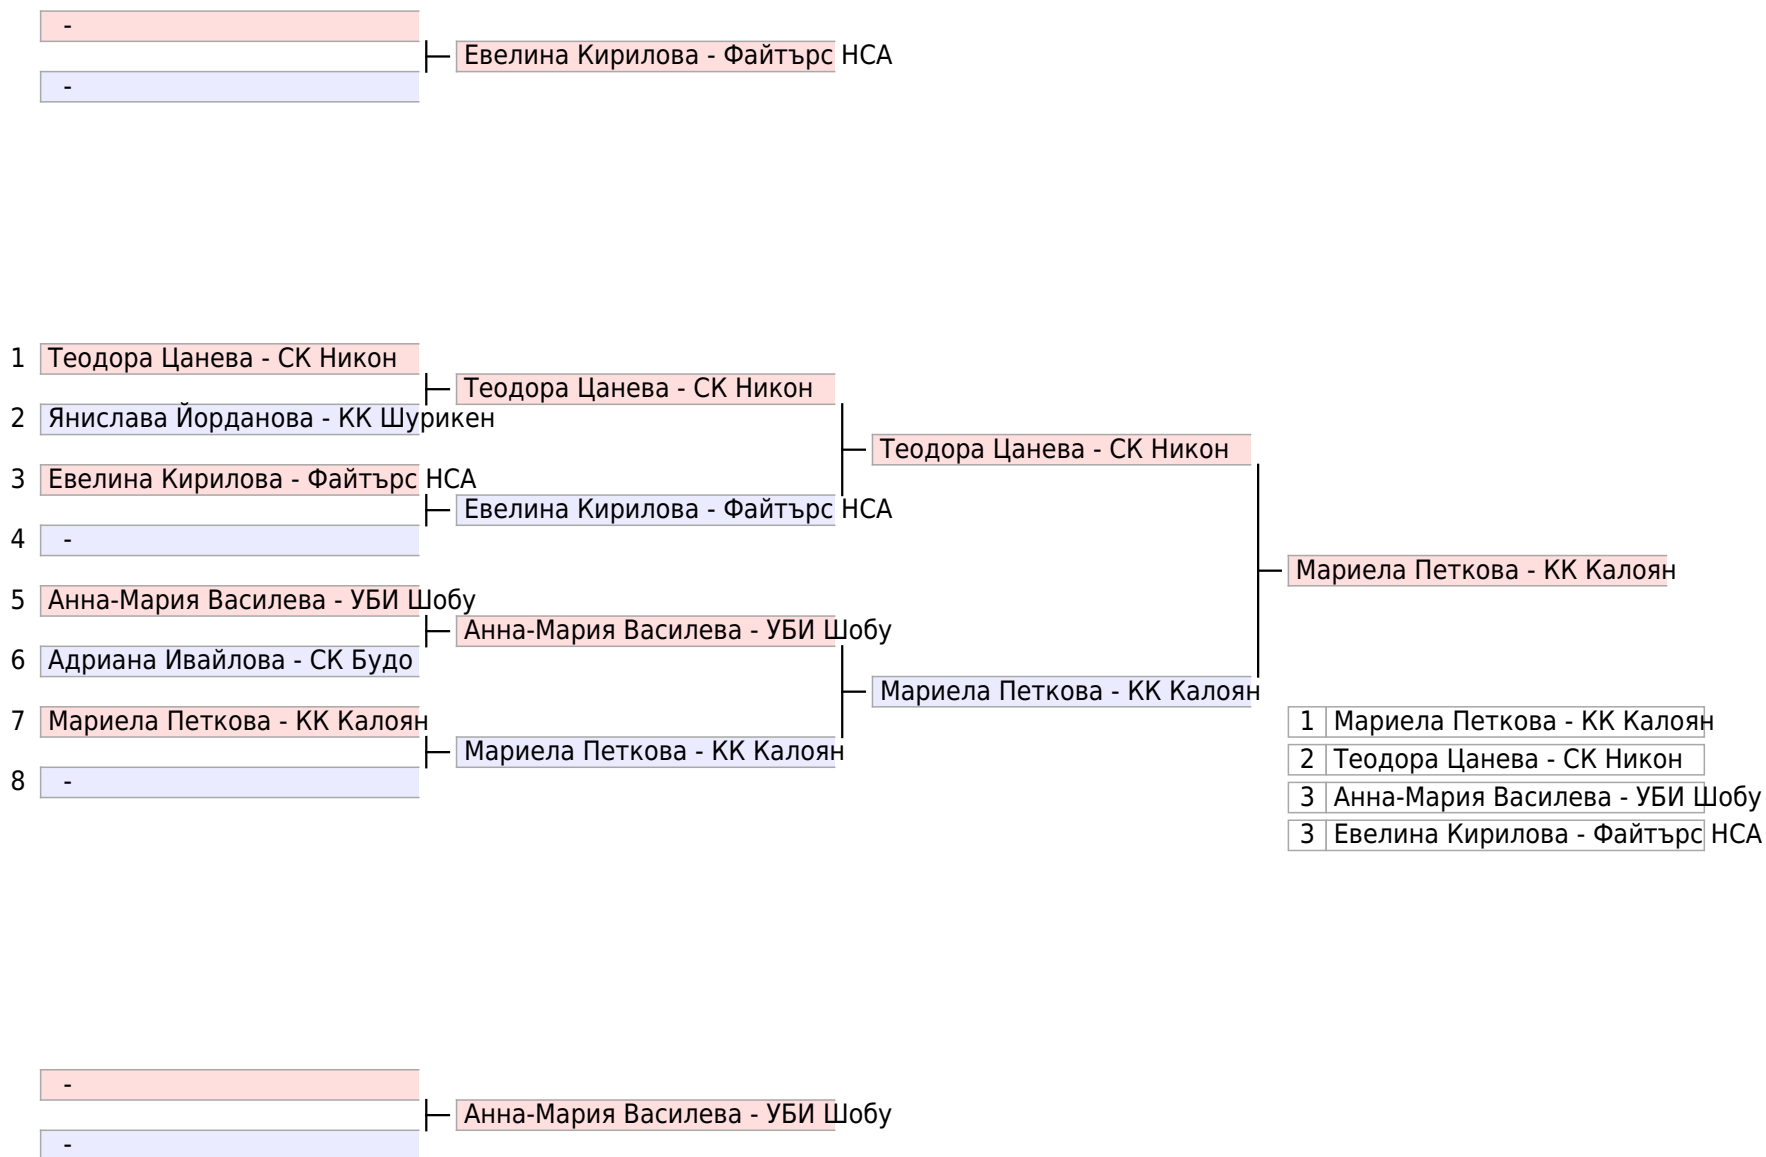 -
Евелина Кирилова - Файтърс НСА
-
1 Теодора Цанева - СК Никон
Теодора Цанева - СК Никон
2 Янислава Йорданова - КК Шурикен
Теодора Цанева - СК Никон
3 Евелина Кирилова - Файтърс НСА
Евелина Кирилова - Файтърс НСА
4 -
Мариела Петкова - КК Калоян
5 Анна-Мария Василева - УБИ Шобу
Анна-Мария Василева - УБИ Шобу
6 Адриана Ивайлова - СК Будо
Мариела Петкова - КК Калоян
7 Мариела Петкова - КК Калоян
1 Мариела Петкова - КК Калоян
Мариела Петкова - КК Калоян
2 Теодора Цанева - СК Никон
8 -
3 Анна-Мария Василева - УБИ Шобу
3 Евелина Кирилова - Файтърс НСА
-
Анна-Мария Василева - УБИ Шобу
-